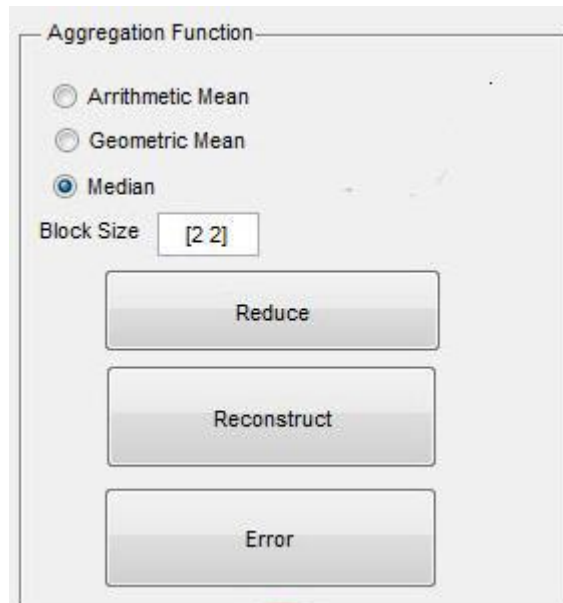 Aggregation Function
Arrithmetic Mean
Geometric Mean
Median
Block Size [2 2]
Reduce
Reconstruct
Error